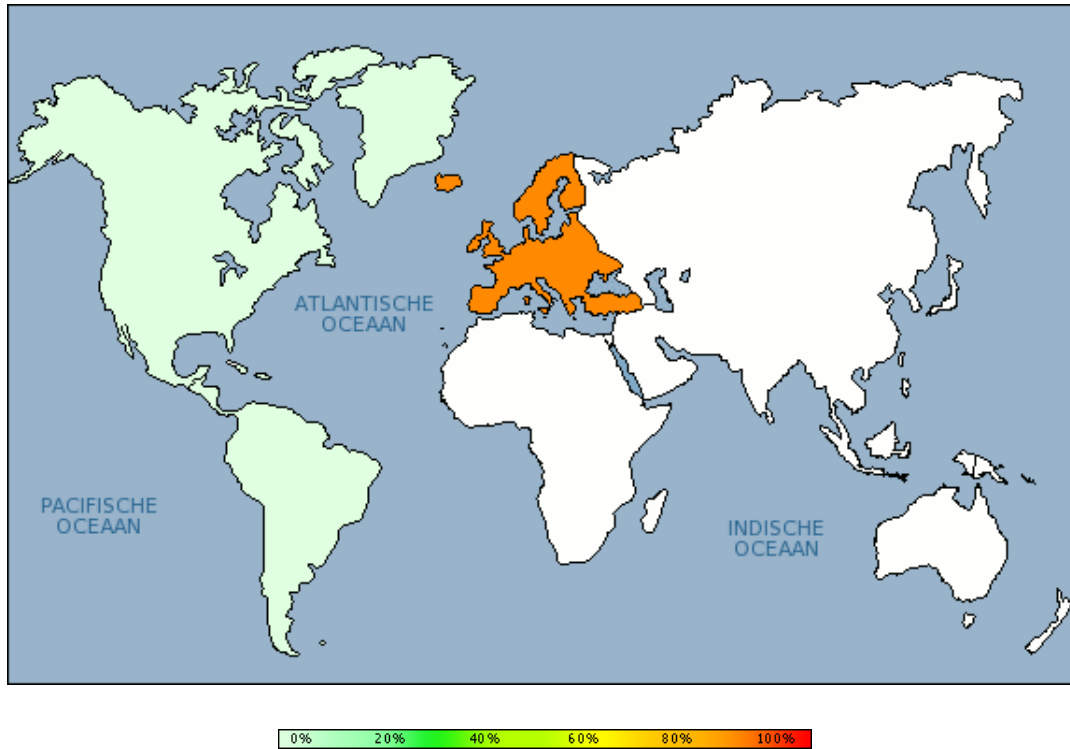 ATLANTISCHE
OCEAAN
PACIFISCHE
OCEAAN
INDISCHE
OCEAAN
0% 20% 40% 60% 80% 100%